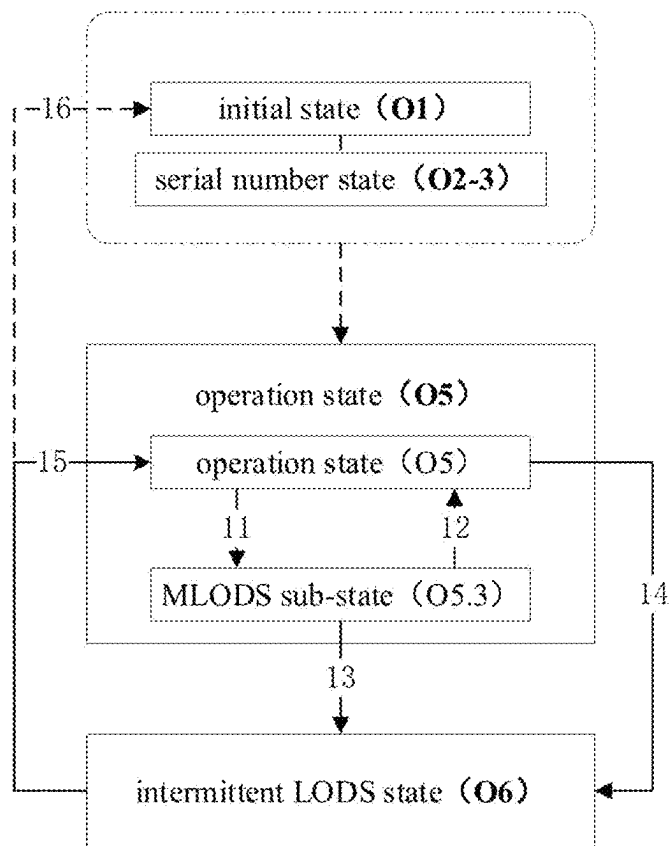 16
initial state（O1）
serial number state（O2-3）
operation state（O5）
15
operation state（O5）
11
12
MLODS sub-state（O5.3）
14
13
intermittent LODS state（O6）